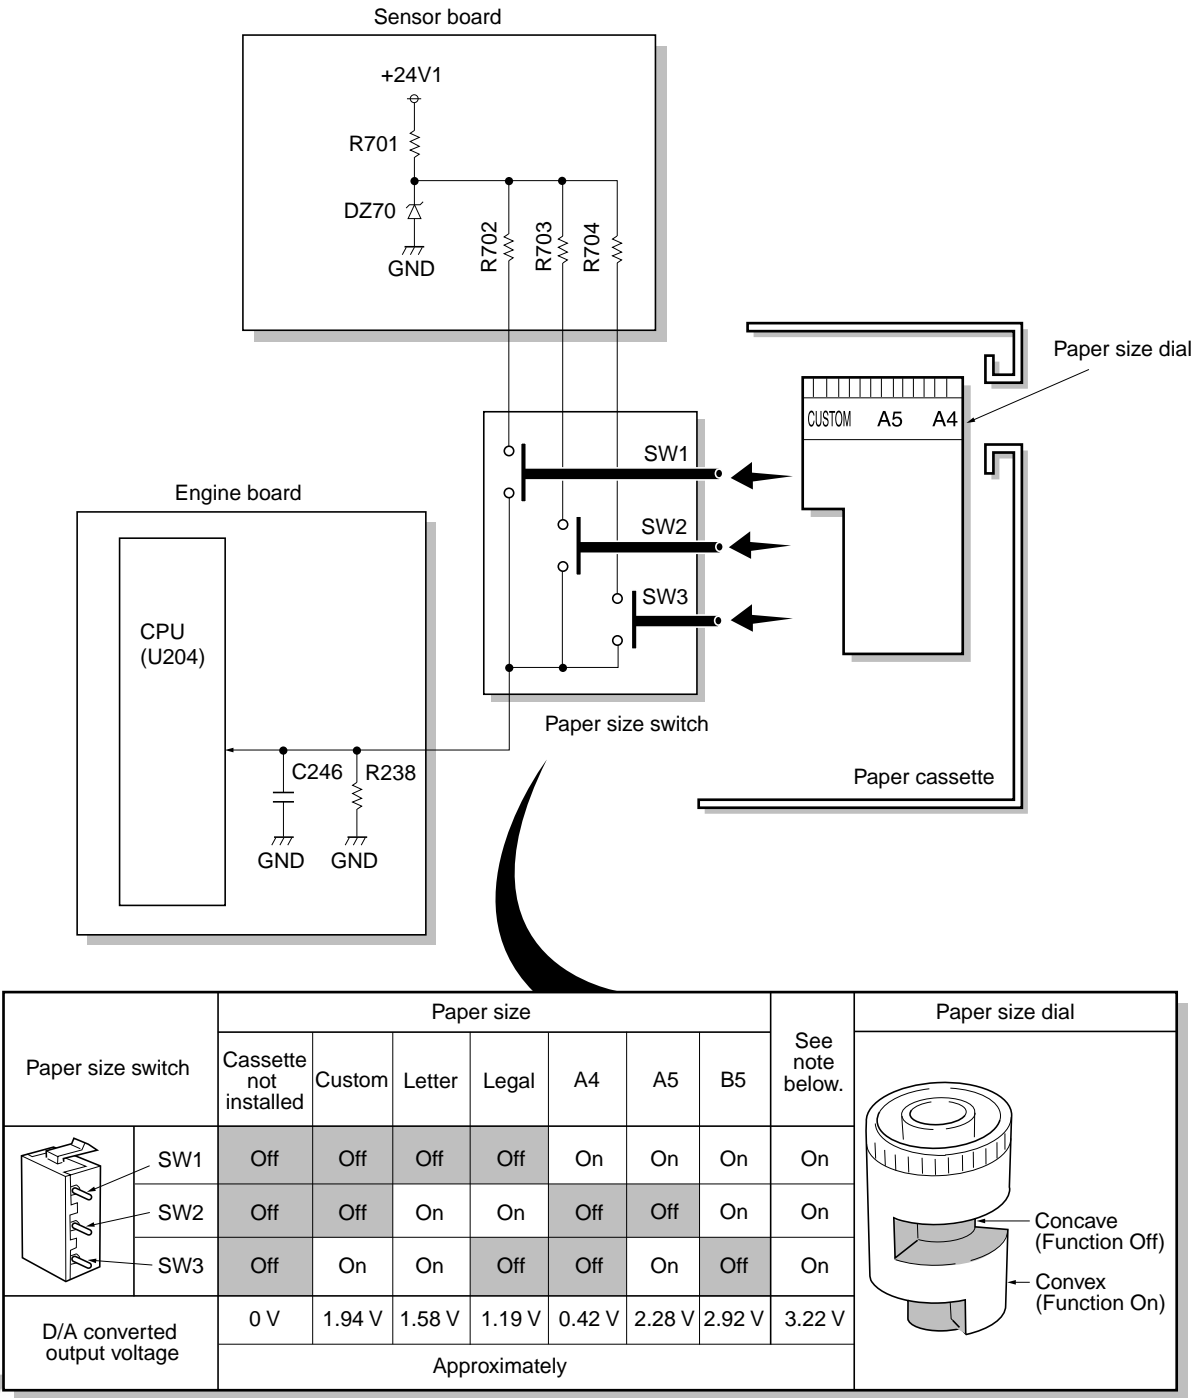 Sensor board
+24V1
R701
DZ70
GND
R702
R703
R704
Paper size dial
CUSTOM A5 A4
SW1
SW2
SW3
Engine board
CPU
(U204)
C246
R238
GND
GND
Paper size switch
Paper cassette
Paper size switch
Paper size
See
note
below.
Paper size dial
Cassette
not
installed
Custom
Letter
Legal
A4
A5
B5
SW1 Off Off Off Off On On On On
SW2 Off Off On On Off Off On On
SW3 Off On On Off Off On Off On
D/A converted
output voltage
0 V 1.94 V 1.58 V 1.19 V 0.42 V 2.28 V 2.92 V 3.22 V
Approximately
Concave
(Function Off)
Convex
(Function On)